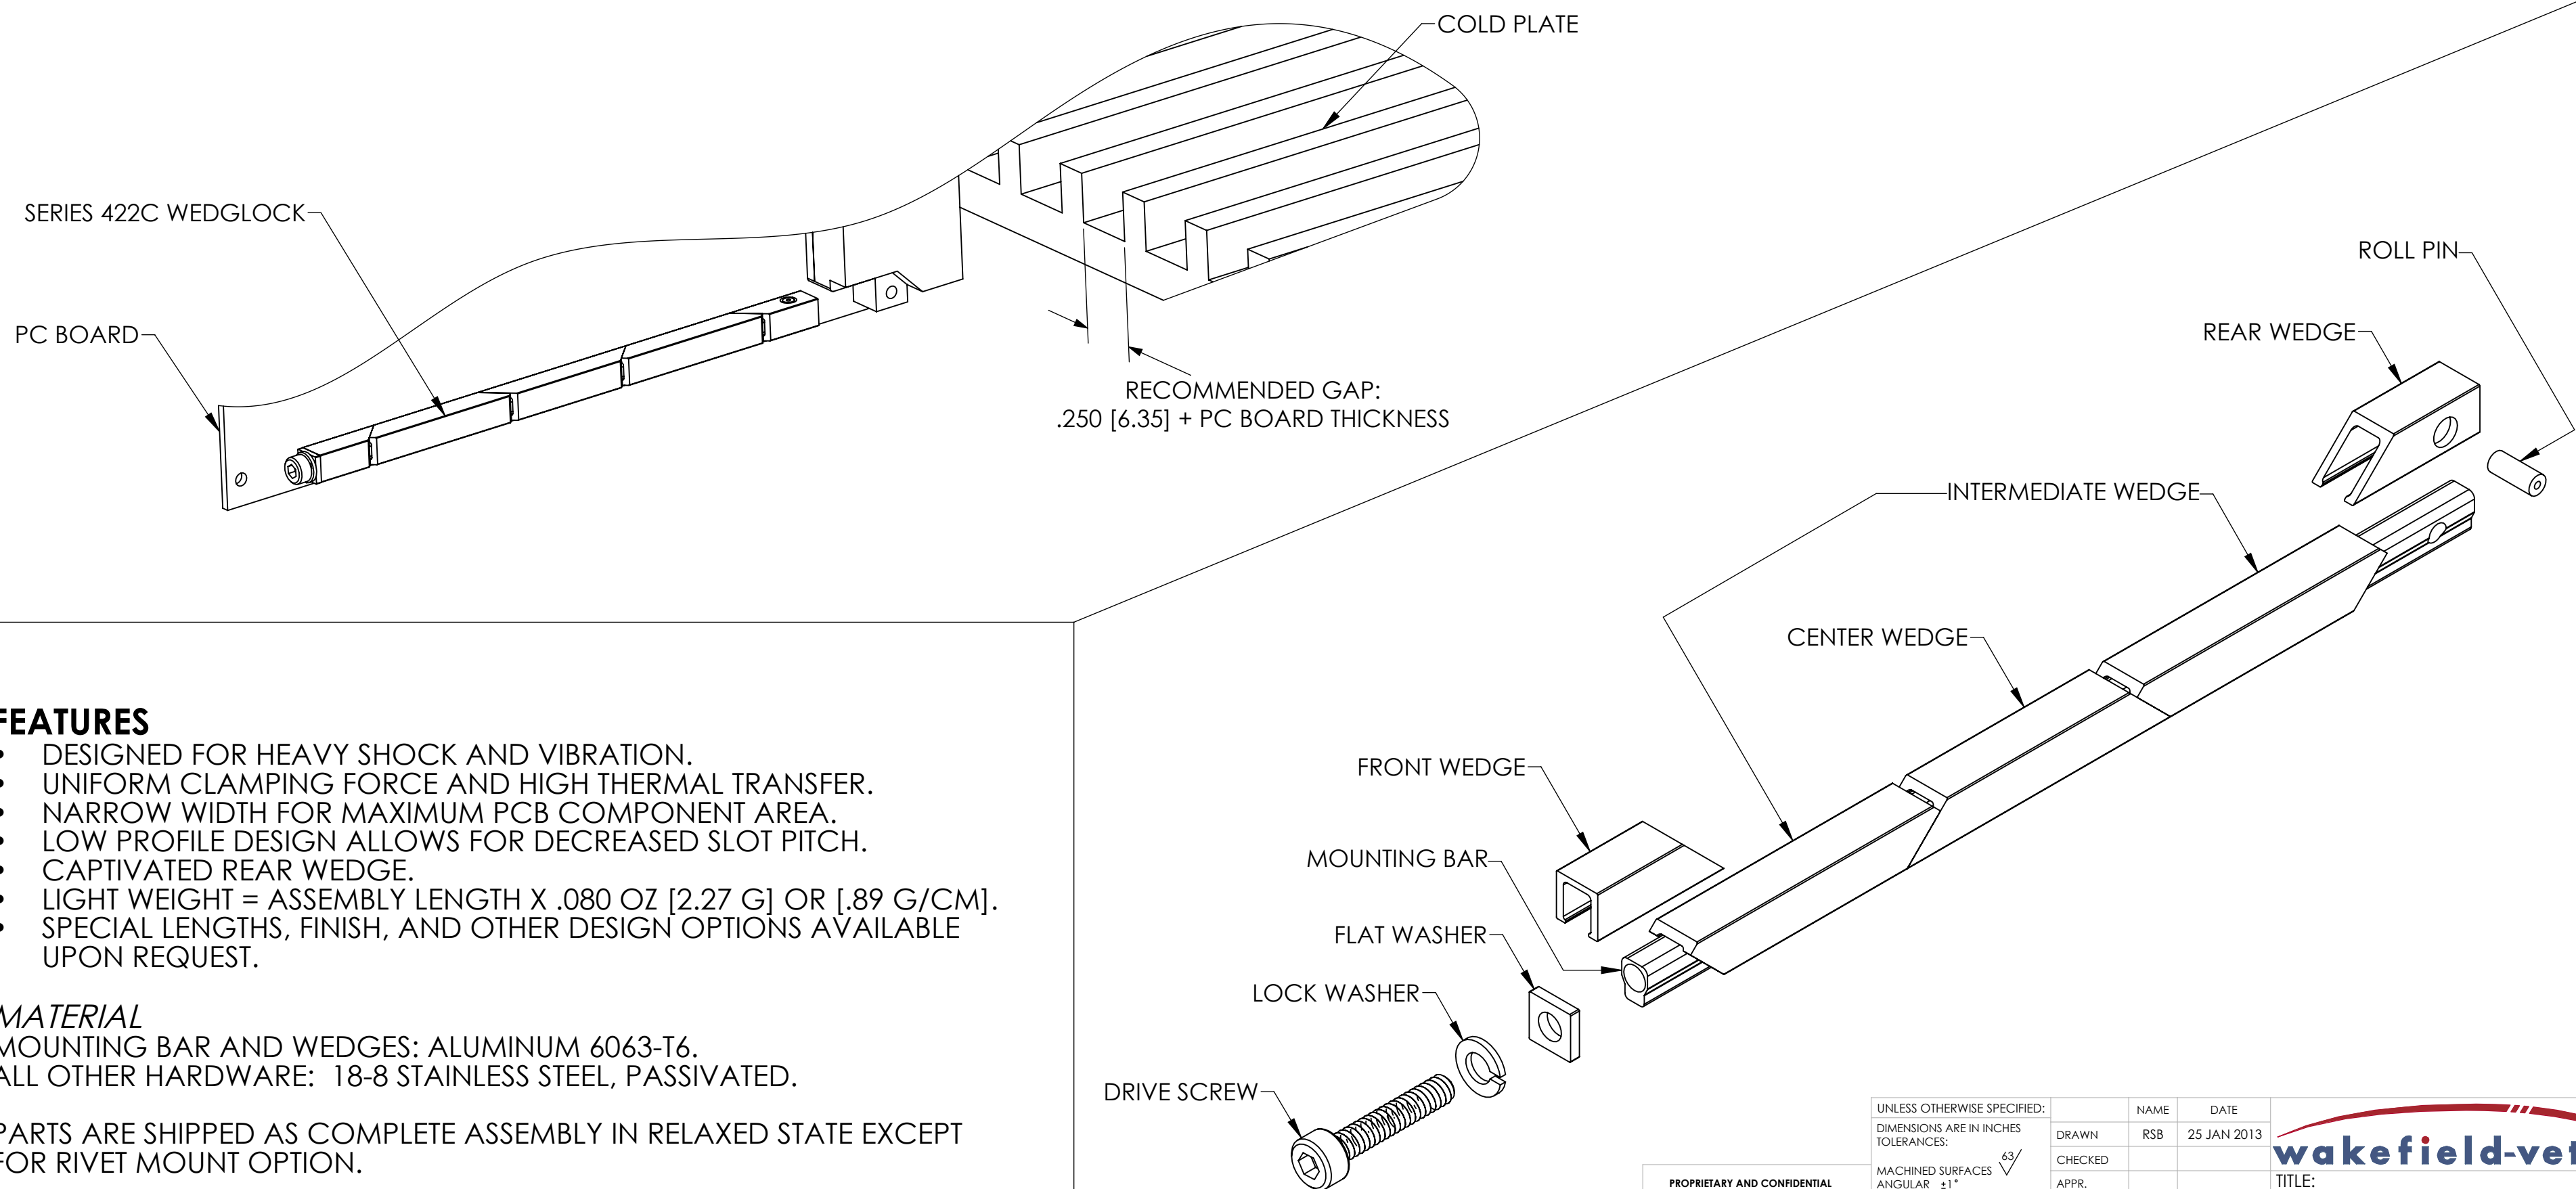 COLD PLATE
SERIES 422C WEDGLOCK
PC BOARD
RECOMMENDED GAP:
.250 [6.35] + PC BOARD THICKNESS
ROLL PIN
REAR WEDGE
INTERMEDIATE WEDGE
CENTER WEDGE
FRONT WEDGE
MOUNTING BAR
FLAT WASHER
LOCK WASHER
DRIVE SCREW
FEATURES
• DESIGNED FOR HEAVY SHOCK AND VIBRATION.
• UNIFORM CLAMPING FORCE AND HIGH THERMAL TRANSFER.
• NARROW WIDTH FOR MAXIMUM PCB COMPONENT AREA.
• LOW PROFILE DESIGN ALLOWS FOR DECREASED SLOT PITCH.
• CAPTIVATED REAR WEDGE.
• LIGHT WEIGHT = ASSEMBLY LENGTH X .080 OZ [2.27 G] OR [.89 G/CM].
• SPECIAL LENGTHS, FINISH, AND OTHER DESIGN OPTIONS AVAILABLE
UPON REQUEST.
MATERIAL
MOUNTING BAR AND WEDGES: ALUMINUM 6063-T6.
ALL OTHER HARDWARE: 18-8 STAINLESS STEEL, PASSIVATED.
PARTS ARE SHIPPED AS COMPLETE ASSEMBLY IN RELAXED STATE EXCEPT
FOR RIVET MOUNT OPTION.
PROPRIETARY AND CONFIDENTIAL
UNLESS OTHERWISE SPECIFIED:
DIMENSIONS ARE IN INCHES
TOLERANCES:
MACHINED SURFACES 63
ANGULAR ±1°
NAME DATE
DRAWN RSB 25 JAN 2013
CHECKED
APPR.
wakefield-vet
TITLE: